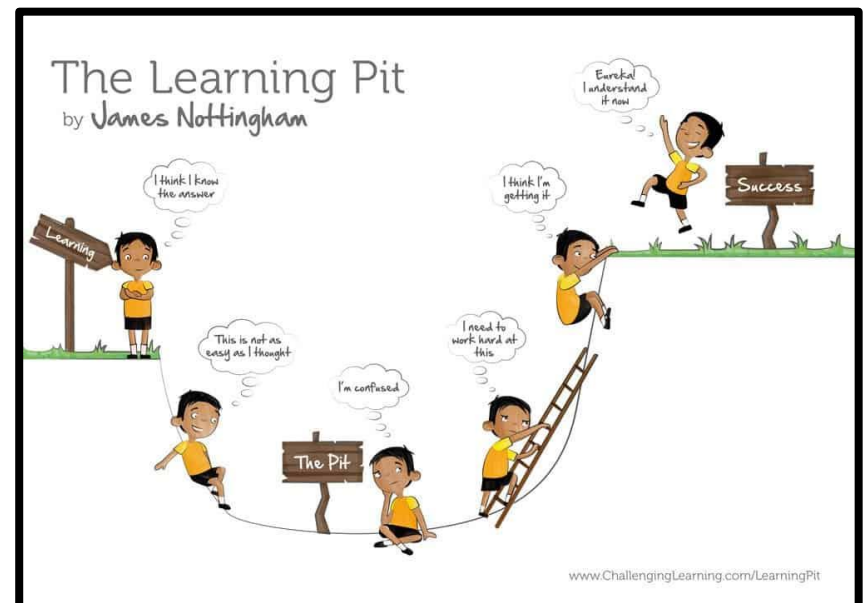 The Learning Pit
by James Nottingham
I think I know
the answer
Learning
This is not as
easy as I thought
The Pit
I'm confused
I need to
work hard at
this
I think I'm
getting it
Eureka!
I understand
it now
Success
www.ChallengingLearning.com/LearningPit